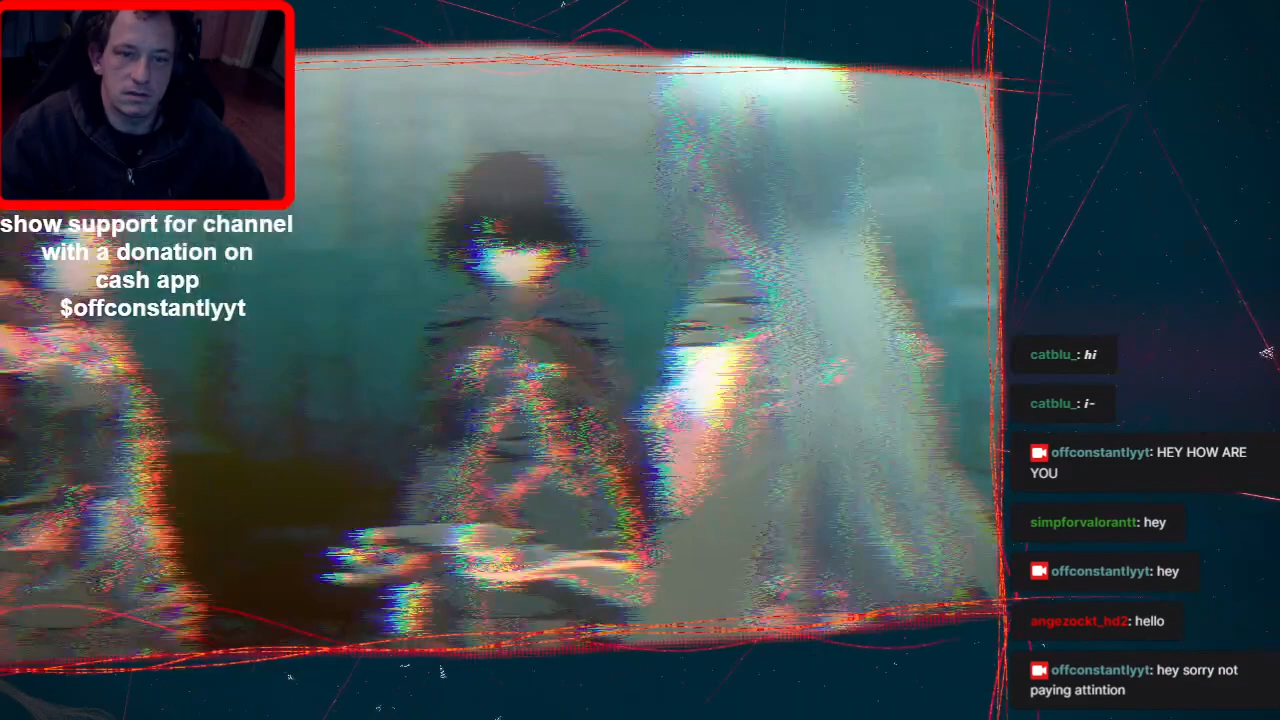 show support for channel
with a donation on
cash app
$offconstantlyyt
catblu_: hi
catblu_: i-
offconstantlyyt: HEY HOW ARE
YOU
simpforvalorantt: hey
offconstantlyyt: hey
angezockt_hd2: hello
offconstantlyyt: hey sorry not
paying attintion